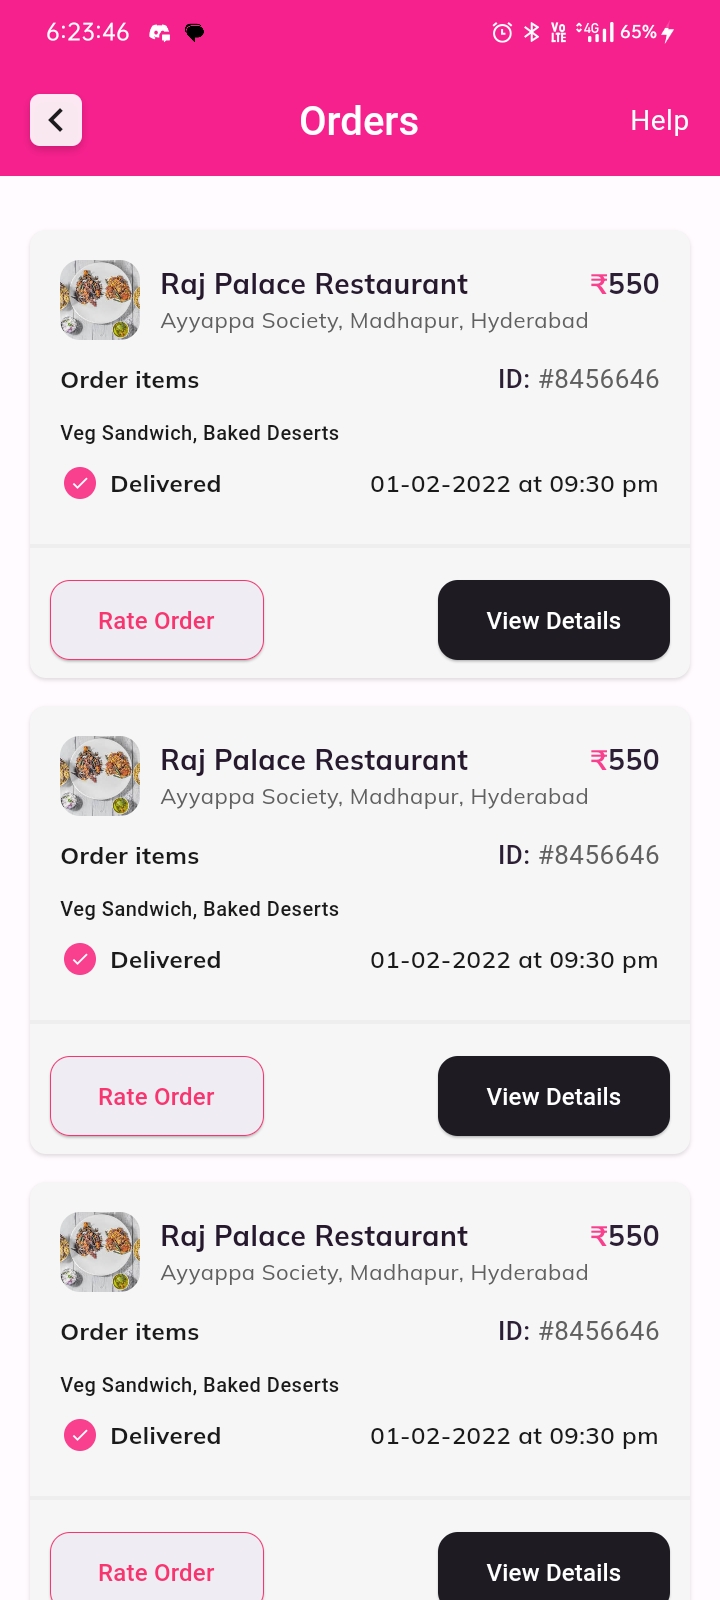 6:23:46 Vo LTE 4G 65%
Orders Help
Raj Palace Restaurant ₹550
Ayyappa Society, Madhapur, Hyderabad
Order items ID: #8456646
Veg Sandwich, Baked Deserts
Delivered 01-02-2022 at 09:30 pm
Rate Order View Details
Raj Palace Restaurant ₹550
Ayyappa Society, Madhapur, Hyderabad
Order items ID: #8456646
Veg Sandwich, Baked Deserts
Delivered 01-02-2022 at 09:30 pm
Rate Order View Details
Raj Palace Restaurant ₹550
Ayyappa Society, Madhapur, Hyderabad
Order items ID: #8456646
Veg Sandwich, Baked Deserts
Delivered 01-02-2022 at 09:30 pm
Rate Order View Details